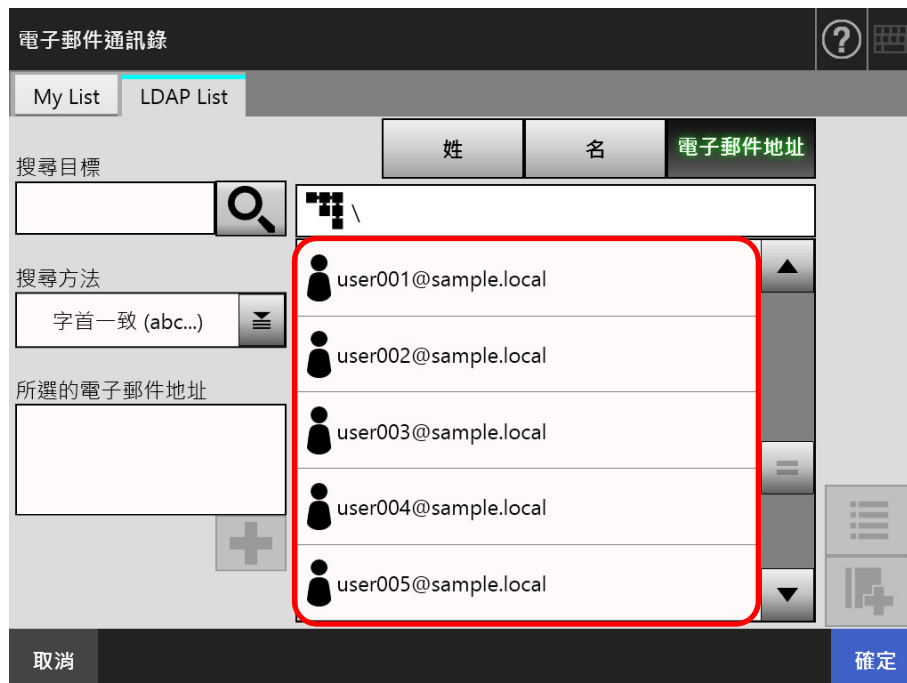 電子郵件通訊錄
?
My List
LDAP List
姓
名
電子郵件地址
搜尋目標
\
搜尋方法
字首一致 (abc...)
所選的電子郵件地址
user001@sample.local
user002@sample.local
user003@sample.local
user004@sample.local
user005@sample.local
取消
確定